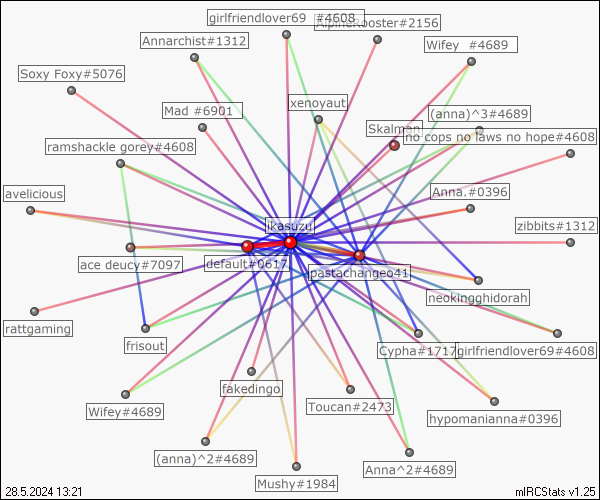 girlfriendlover69  #4608
AlpineRooster#2156
Annarchist#1312
Wifey  #4689
Soxy Foxy#5076
xenoyaut
Mad #6901
(anna)^3#4689
Skalman
no cops no laws no hope#4608
ramshackle gorey#4608
avelicious
Anna.#0396
ikasuzu
zibbits#1312
ace deucy#7097
default#0617
pastachangeo41
neokingghidorah
rattgaming
frisout
Cypha#1717
girlfriendlover69#4608
fakedingo
Wifey#4689
Toucan#2473
hypomanianna#0396
(anna)^2#4689
Anna^2#4689
Mushy#1984
28.5.2024 13:21
mIRCStats v1.25